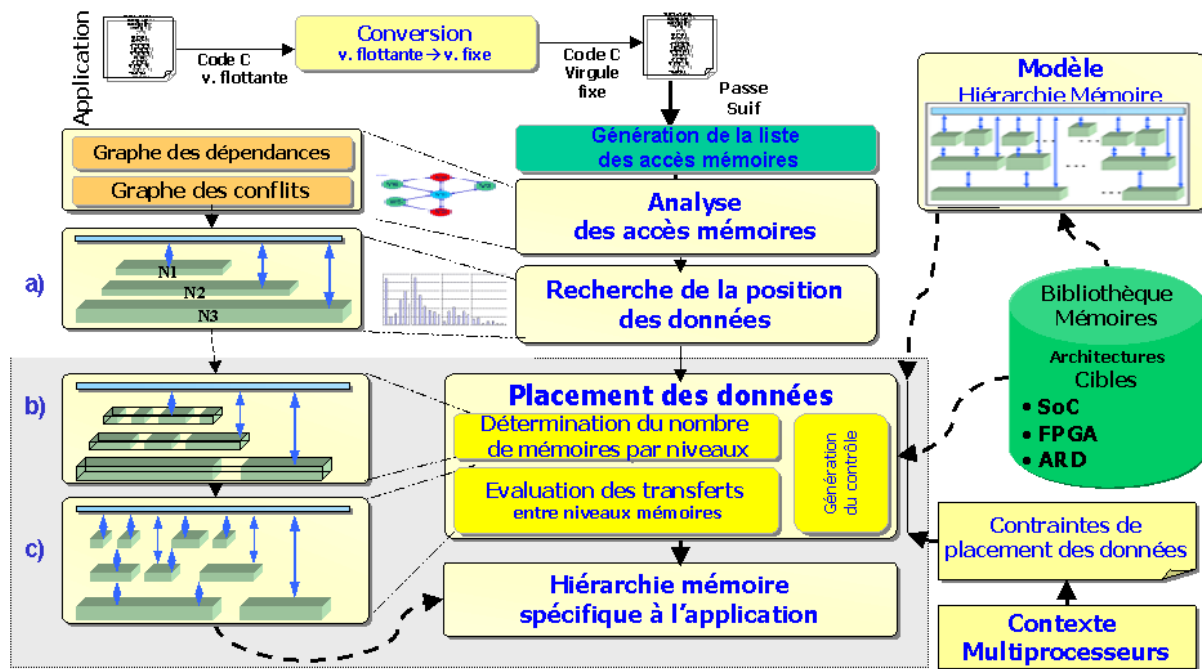 Application
Code C
v. flottante
Conversion
v. flottante → v. fixe
Code C
Virgule
fixe
Passe
Suif
Modèle
Hiérarchie Mémoire
Graphe des dépendances
Graphe des conflits
Génération de la liste
des accès mémoires
Analyse
des accès mémoires
a)
N1
N2
N3
Recherche de la position
des données
Bibliothèque
Mémoires
Architectures
Cibles
• SoC
• FPGA
• ARD
b)
Placement des données
Détermination du nombre
de mémoires par niveaux
Evaluation des transferts
entre niveaux mémoires
Génération
du contrôle
c)
Contraintes de
placement des données
Hiérarchie mémoire
spécifique à l'application
Contexte
Multiprocesseurs